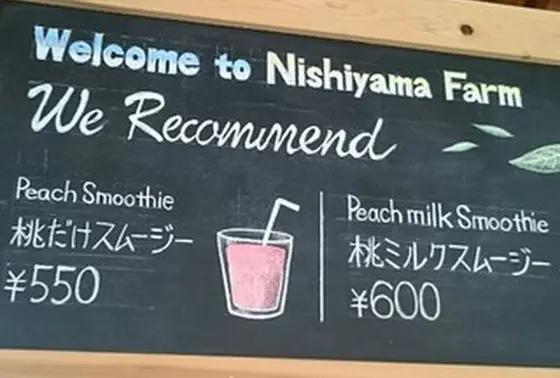 Welcome to Nishiyama Farm
We Recommend
Peach Smoothie
桃だけスムージー
¥550
Peach milk Smoothie
桃ミルクスムージー
¥600